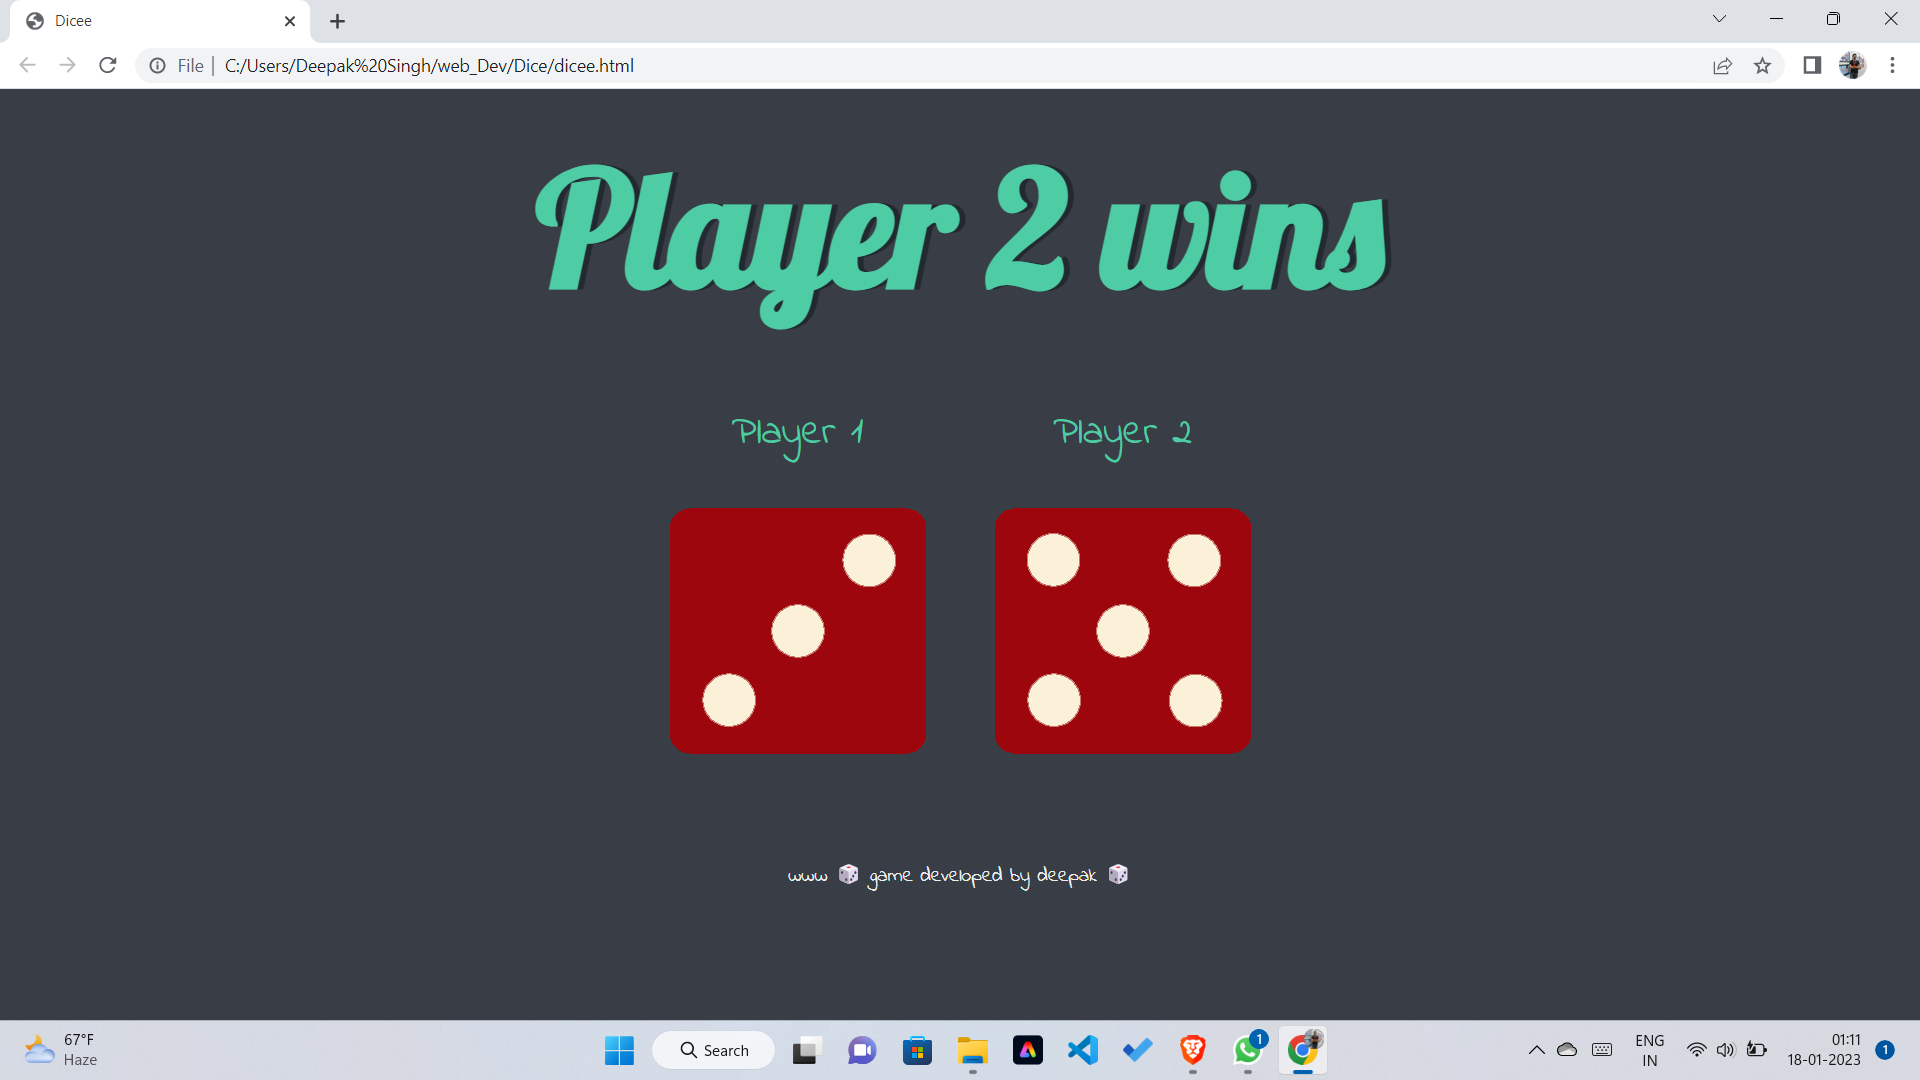 Dicee
File | C:/Users/Deepak%20Singh/web_Dev/Dice/dicee.html
Player 2 wins
Player 1 Player 2
www 🎲 game developed by deepak 🎲
67°F
Haze
Search
1
ENG
IN
01:11
18-01-2023
1